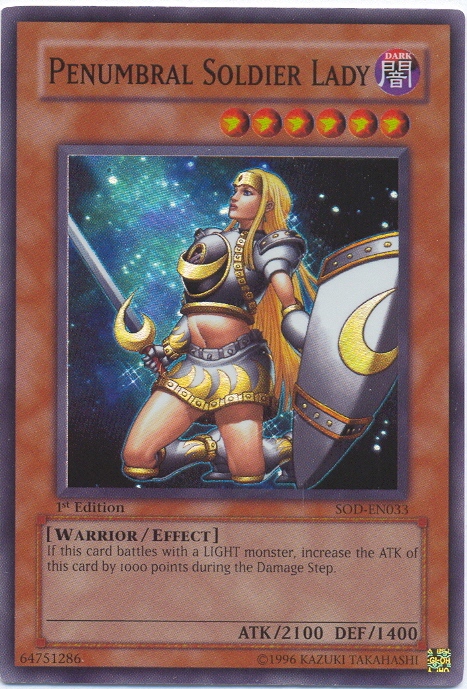 PENUMBRAL SOLDIER LADY
DARK
闇
1st Edition
SOD-EN033
[WARRIOR/EFFECT]
If this card battles with a LIGHT monster, increase the ATK of
this card by 1000 points during the Damage Step.
ATK/2100 DEF/1400
64751286
©1996 KAZUKI TAKAHASHI